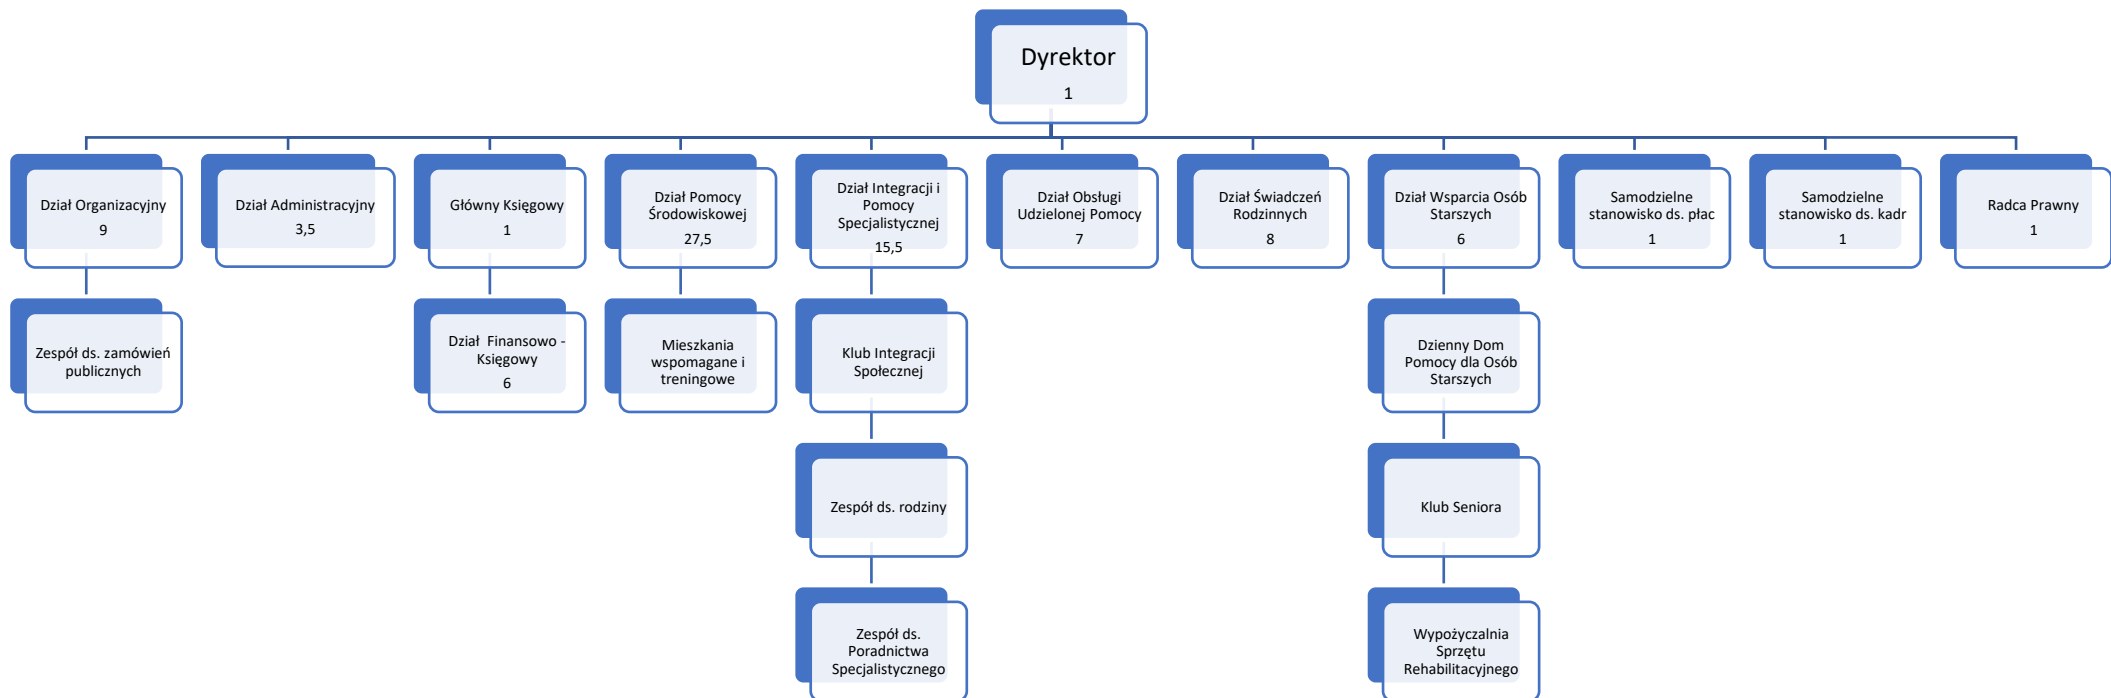 Dyrektor
1
Dział Organizacyjny
9
Dział Administracyjny
3,5
Główny Księgowy
1
Dział Pomocy
Środowiskowej
27,5
Dział Integracji i
Pomocy
Specjalistycznej
15,5
Dział Obsługi
Udzielonej Pomocy
7
Dział Świadczeń
Rodzinnych
8
Dział Wsparcia Osób
Starszych
6
Samodzielne
stanowisko ds. płac
1
Samodzielne
stanowisko ds. kadr
1
Radca Prawny
1
Zespół ds. zamówień
publicznych
Dział  Finansowo -
Księgowy
6
Mieszkania
wspomagane i
treningowe
Klub Integracji
Społecznej
Dzienny Dom
Pomocy dla Osób
Starszych
Zespół ds. rodziny
Klub Seniora
Zespół ds.
Poradnictwa
Specjalistycznego
Wypożyczalnia
Sprzętu
Rehabilitacyjnego